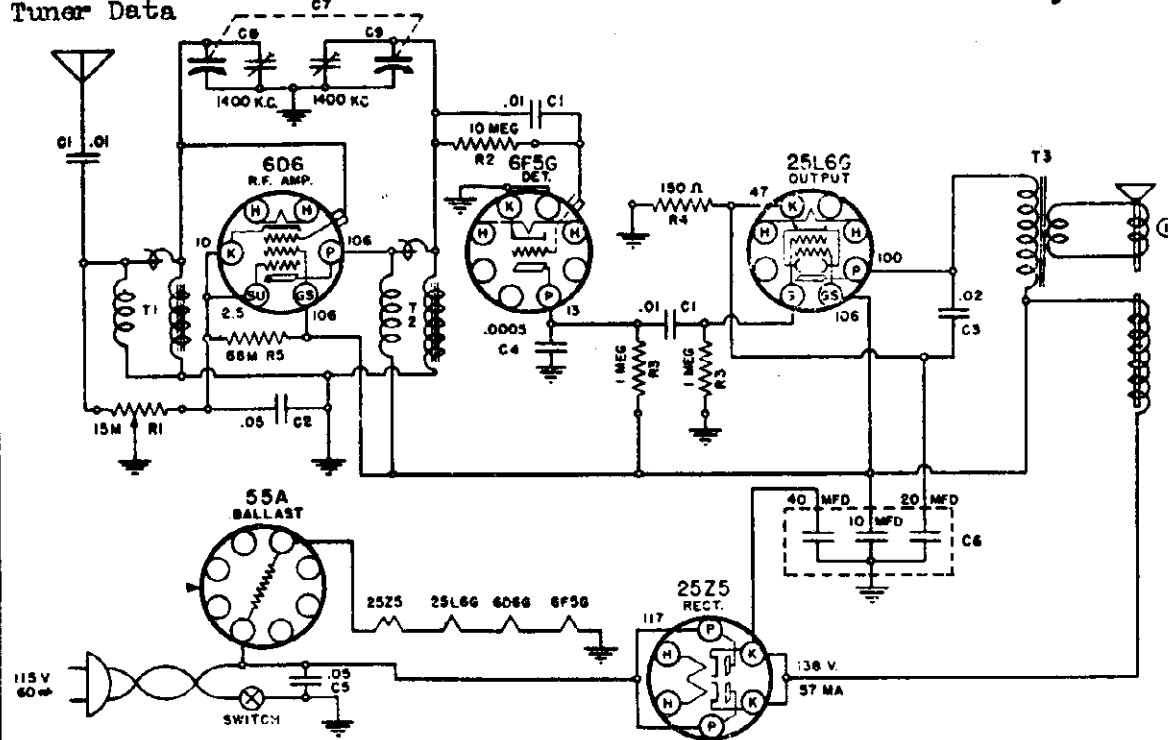 Tuner Data
C7
C8
C9
1400 K.C.
1400 KC
C1 .01
.01 C1
10 MEG
R2
6D6
R.F. AMP.
H H
K P
SU GS
10
106
2.5
106
6F5G
DET.
K
H H
P
13
25L6G
OUTPUT
K
H H
P
G GS
47
100
106
150 Ω
R4
T3
T1
T2
68M R5
.0005
C4
.01 C1
1 MEG
R3
1 MEG
R3
.02
C3
15M R1
.05 C2
55A
BALLAST
40 MFD
10 MFD
20 MFD
C6
25Z5
RECT.
117
P
H K
H K
P
138 V.
57 MA
25Z5 25L6G 6D6G 6F5G
115 V
60
.05
C5
SWITCH